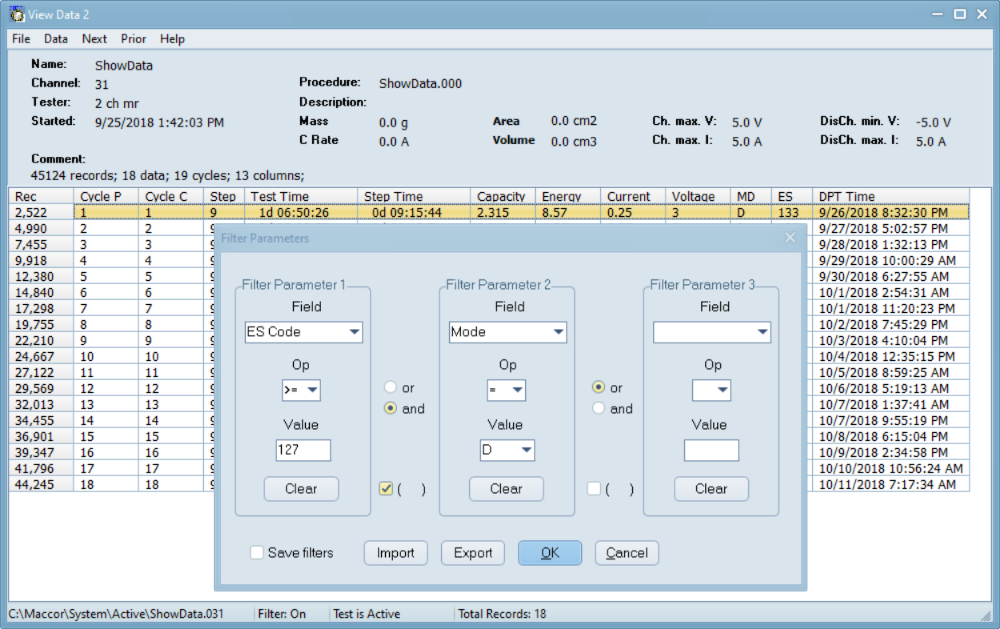 View Data 2
File Data Next Prior Help
Name: ShowData
Channel: 31 Procedure: ShowData.000
Tester: 2 ch mr Description:
Started: 9/25/2018 1:42:03 PM Mass 0.0 g Area 0.0 cm2 Ch. max. V: 5.0 V DisCh. min. V: -5.0 V
C Rate 0.0 A Volume 0.0 cm3 Ch. max. I: 5.0 A DisCh. max. I: 5.0 A
Comment:
45124 records; 18 data; 19 cycles; 13 columns;
Rec Cycle P Cycle C Step Test Time Step Time Capacity Energy Current Voltage MD ES DPT Time
2,522 1 1 9 1d 06:50:26 0d 09:15:44 2.315 8.57 0.25 3 D 133 9/26/2018 8:32:30 PM
4,990 2 2 9/27/2018 5:02:57 PM
7,455 3 3 9/28/2018 1:32:13 PM
9,918 4 4 9/29/2018 10:00:29 AM
12,380 5 5 9/30/2018 6:27:55 AM
14,840 6 6 10/1/2018 2:54:31 AM
17,298 7 7 10/1/2018 11:20:23 PM
19,755 8 8 10/2/2018 7:45:29 PM
22,210 9 9 10/3/2018 4:10:04 PM
24,667 10 10 10/4/2018 12:35:15 PM
27,122 11 11 10/5/2018 8:59:25 AM
29,569 12 12 10/6/2018 5:19:13 AM
32,013 13 13 10/7/2018 1:37:41 AM
34,455 14 14 10/7/2018 9:55:19 PM
36,901 15 15 10/8/2018 6:15:04 PM
39,347 16 16 10/9/2018 2:34:58 PM
41,796 17 17 10/10/2018 10:56:24 AM
44,245 18 18 10/11/2018 7:17:34 AM
Filter Parameters
Filter Parameter 1 Filter Parameter 2 Filter Parameter 3
Field Field Field
ES Code Mode
Op Op Op
>= or = or
and and
Value Value Value
127 D
Clear ( ) Clear ( ) Clear
Save filters Import Export OK Cancel
C:\Maccor\System\Active\ShowData.031 Filter: On Test is Active Total Records: 18